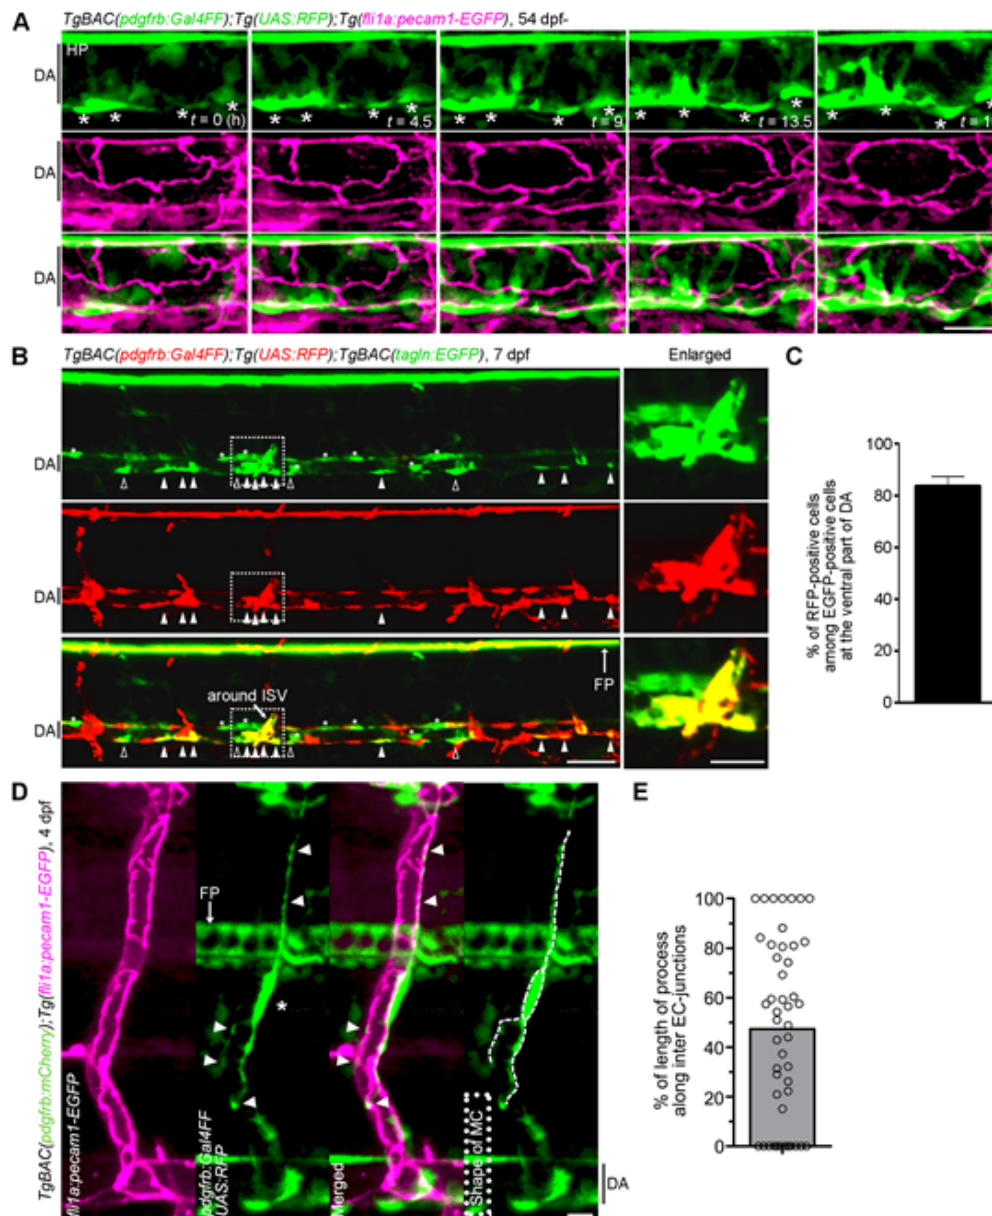 A
TgBAC(pdgfrb:Gal4FF);Tg(UAS:RFP);Tg(fli1a:pecam1-EGFP), 54 dpf-
HP
DA
t = 0 (h)
t = 4.5
t = 9
t = 13.5
t = 1
DA
DA
B
TgBAC(pdgfrb:Gal4FF);Tg(UAS:RFP);TgBAC(tagln:EGFP), 7 dpf
Enlarged
DA
DA
FP
around ISV
DA
C
100
80
60
40
20
0
% of RFP-positive cells
among EGFP-positive cells
at the ventral part of DA
D
TgBAC(pdgfrb:mCherry);Tg(fli1a:pecam1-EGFP), 4 dpf
fli1a:pecam1-EGFP
FP
pdgfrb:Gal4FF
UAS:RFP
Merged
Shape of MC
DA
E
100
80
60
40
20
0
% of length of process
along inter EC-junctions